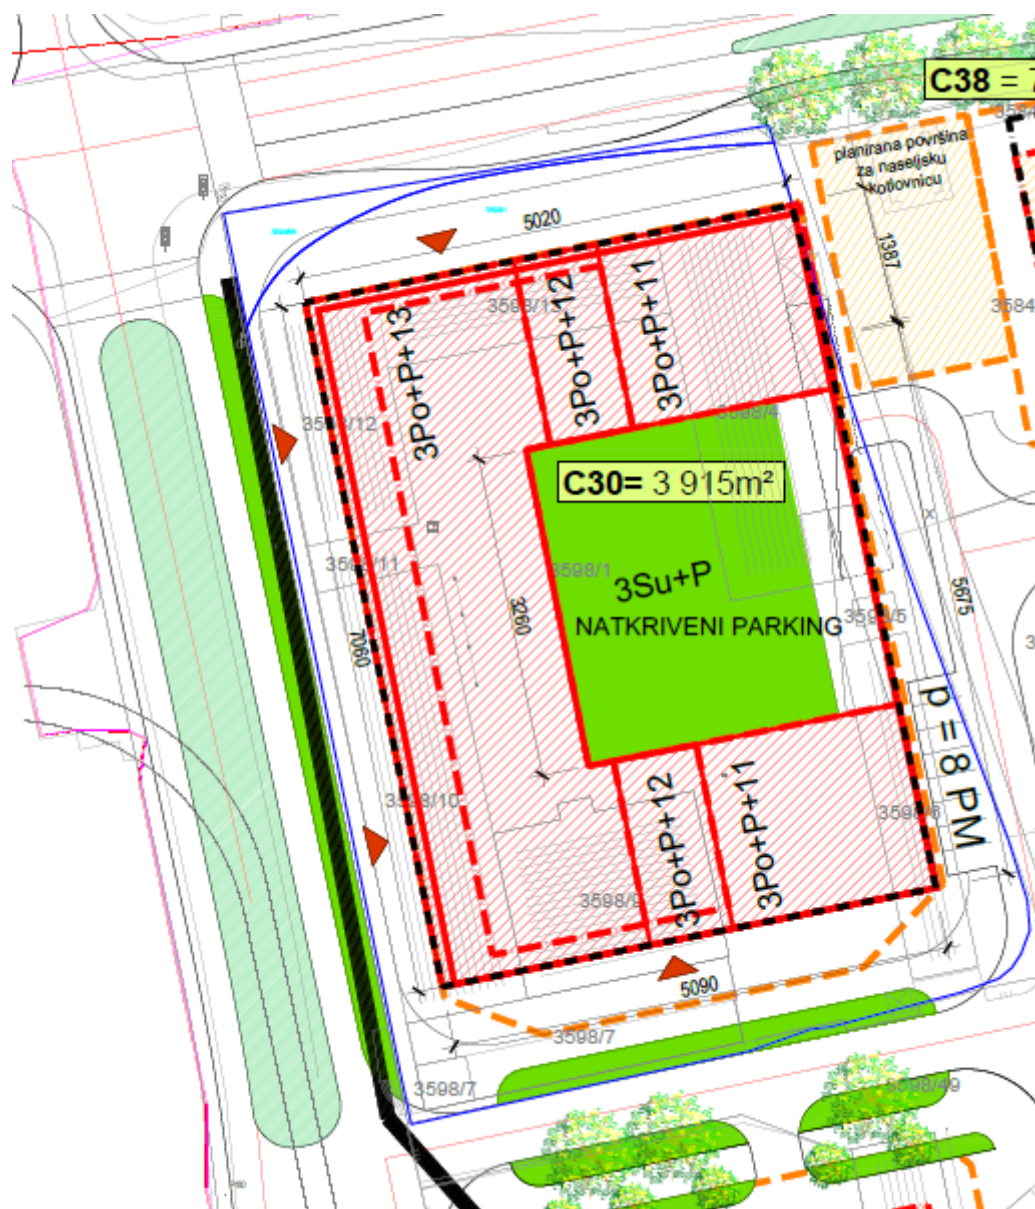 C38 = 7
planirana površina
za naseljsku
kotlovnicu
5020
1387
3598/13
3584
3Po+P+13
3Po+P+12
3Po+P+11
3598/12
3598/4
C30= 3 915m²
3598/11
3598/1
3Su+P
NATKRIVENI PARKING
3260
7060
5675
3598/5
p = 8 PM
3598/10
3598/6
3Po+P+12
3Po+P+11
3598/9
5090
3598/7
3598/7
3598/49